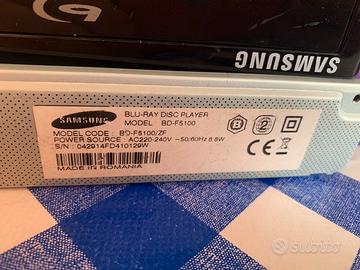 SAMSUNG
SAMSUNG
BLU-RAY DISC PLAYER
MODEL : BD-F5100
MODEL CODE : BD-F5100/ZF
POWER SOURCE : AC220-240V ~50/60Hz 8.8W
S/N : 042914FD410129W
MADE IN ROMANIA
CE
subito